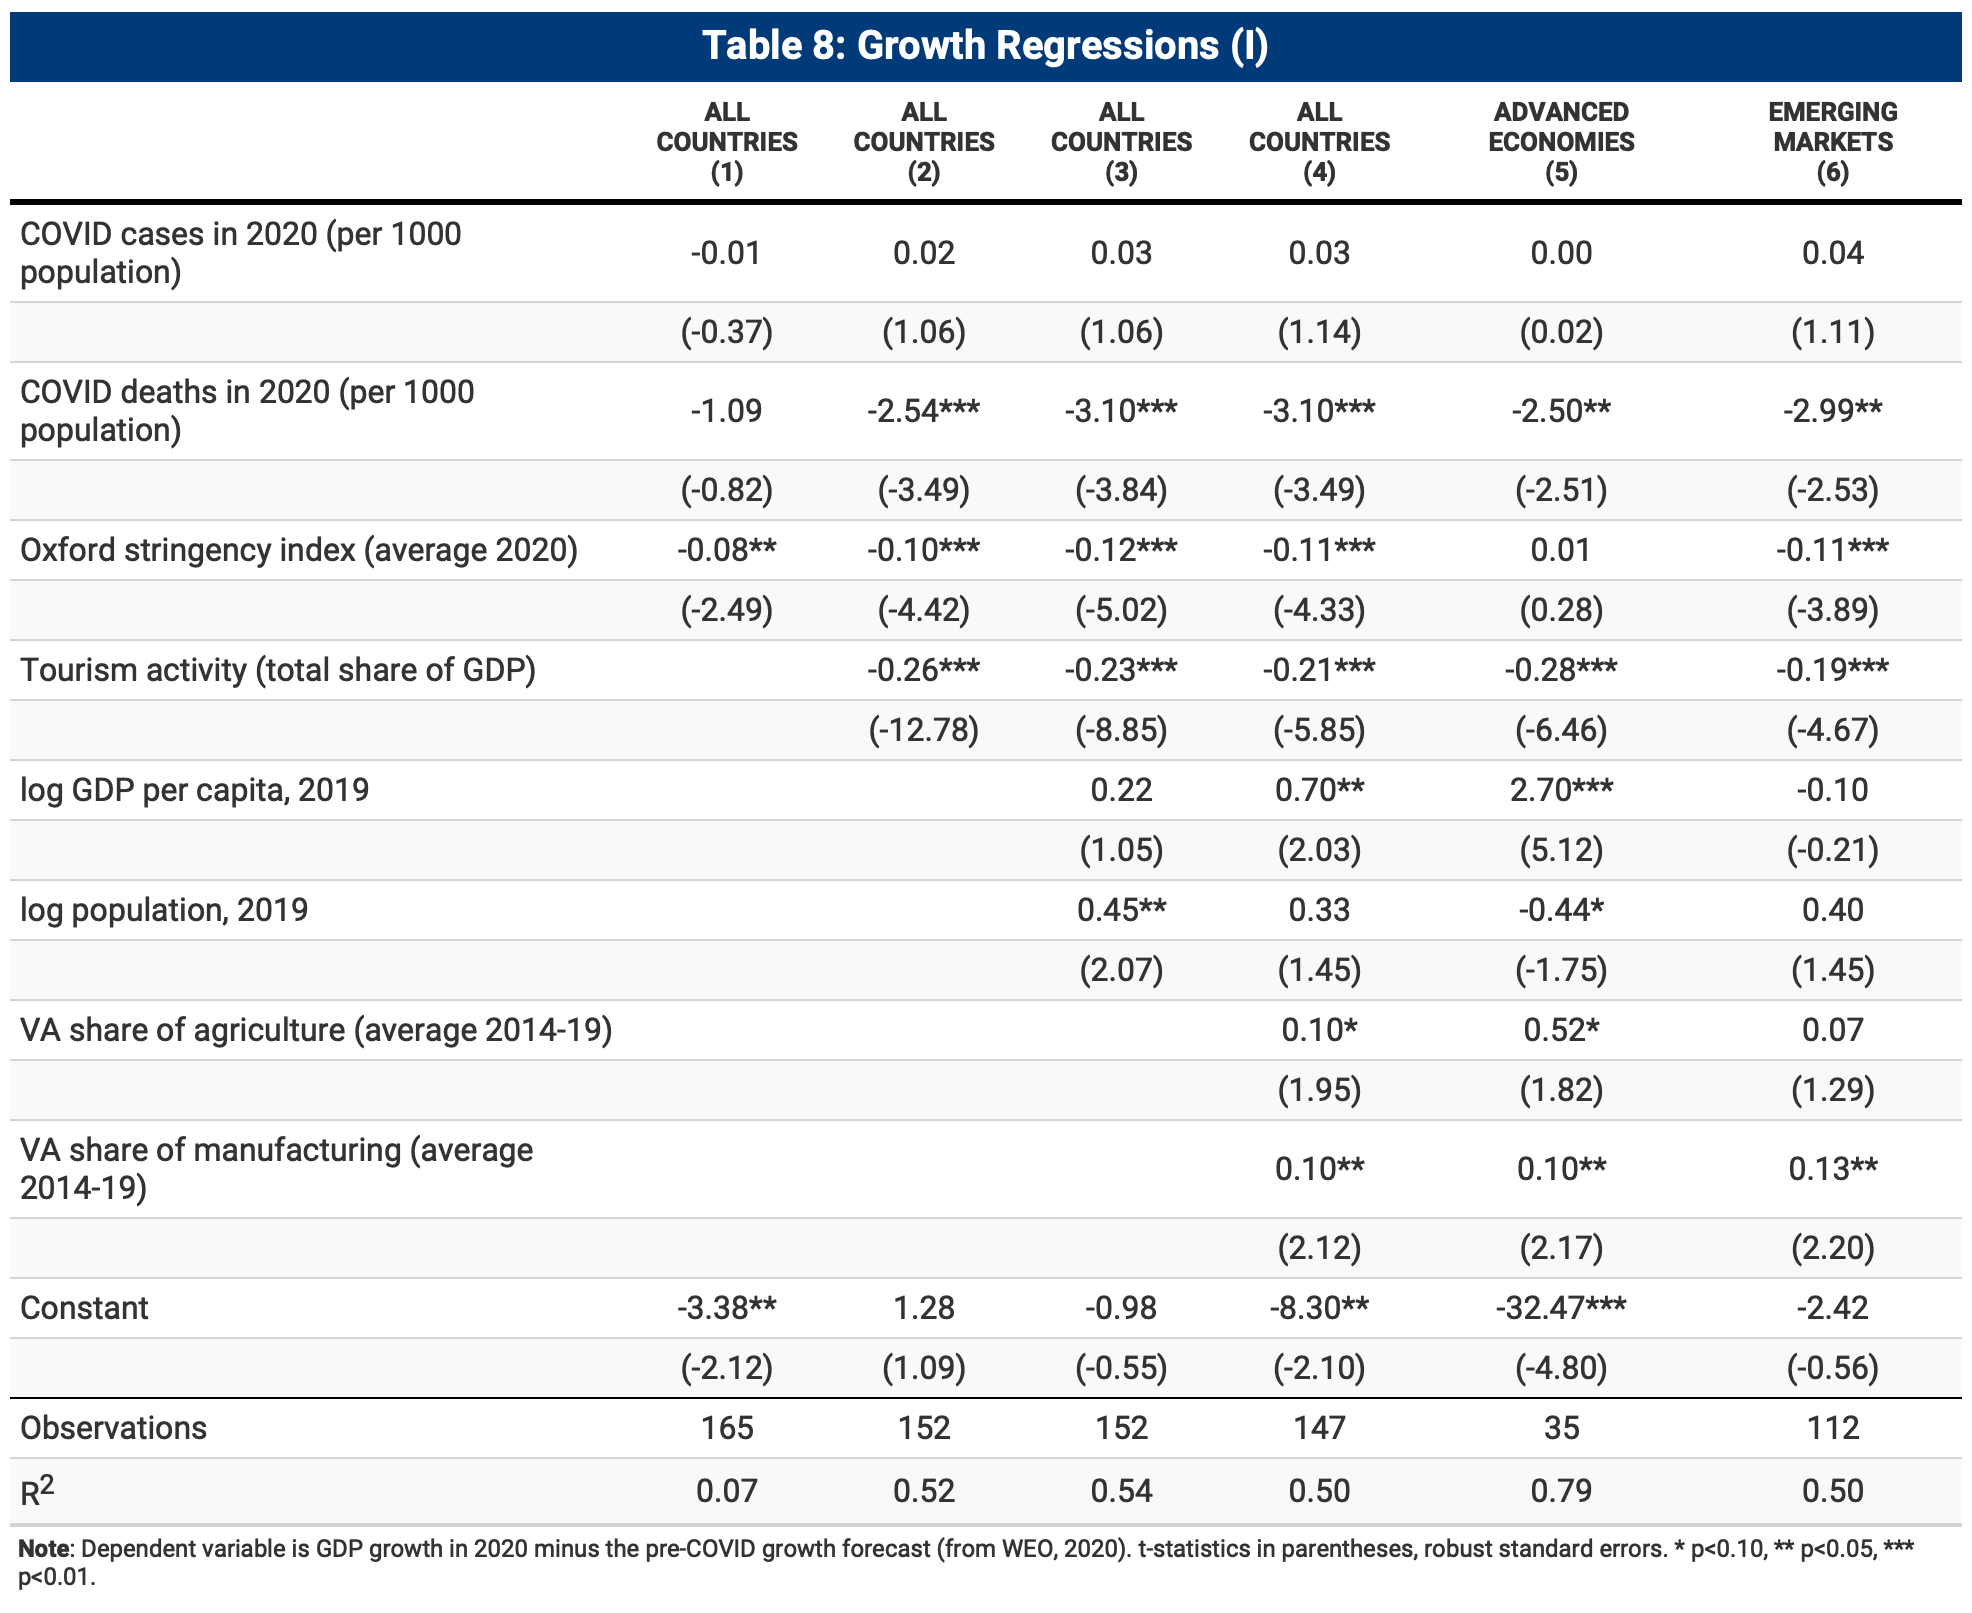 Table 8: Growth Regressions (I)
ALL COUNTRIES (1) ALL COUNTRIES (2) ALL COUNTRIES (3) ALL COUNTRIES (4) ADVANCED ECONOMIES (5) EMERGING MARKETS (6)
COVID cases in 2020 (per 1000 population) -0.01 0.02 0.03 0.03 0.00 0.04
(-0.37) (1.06) (1.06) (1.14) (0.02) (1.11)
COVID deaths in 2020 (per 1000 population) -1.09 -2.54*** -3.10*** -3.10*** -2.50** -2.99**
(-0.82) (-3.49) (-3.84) (-3.49) (-2.51) (-2.53)
Oxford stringency index (average 2020) -0.08** -0.10*** -0.12*** -0.11*** 0.01 -0.11***
(-2.49) (-4.42) (-5.02) (-4.33) (0.28) (-3.89)
Tourism activity (total share of GDP) -0.26*** -0.23*** -0.21*** -0.28*** -0.19***
(-12.78) (-8.85) (-5.85) (-6.46) (-4.67)
log GDP per capita, 2019 0.22 0.70** 2.70*** -0.10
(1.05) (2.03) (5.12) (-0.21)
log population, 2019 0.45** 0.33 -0.44* 0.40
(2.07) (1.45) (-1.75) (1.45)
VA share of agriculture (average 2014-19) 0.10* 0.52* 0.07
(1.95) (1.82) (1.29)
VA share of manufacturing (average 2014-19) 0.10** 0.10** 0.13**
(2.12) (2.17) (2.20)
Constant -3.38** 1.28 -0.98 -8.30** -32.47*** -2.42
(-2.12) (1.09) (-0.55) (-2.10) (-4.80) (-0.56)
Observations 165 152 152 147 35 112
R² 0.07 0.52 0.54 0.50 0.79 0.50
Note: Dependent variable is GDP growth in 2020 minus the pre-COVID growth forecast (from WEO, 2020). t-statistics in parentheses, robust standard errors. * p<0.10, ** p<0.05, ***
p<0.01.